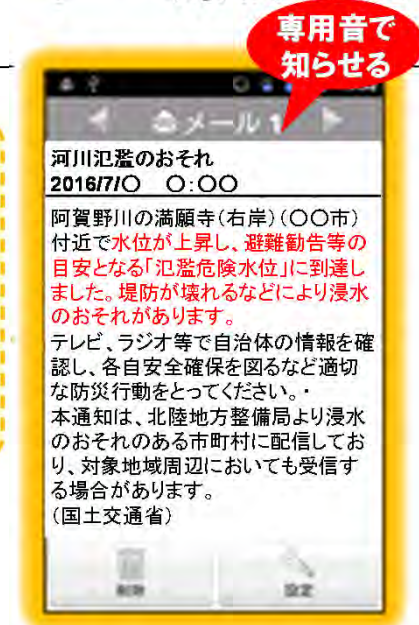 専用音で
知らせる
メール 1
河川氾濫のおそれ
2016/7/〇 〇:〇〇
阿賀野川の満願寺(右岸)(〇〇市)
付近で水位が上昇し、避難勧告等の
目安となる「氾濫危険水位」に到達し
ました。堤防が壊れるなどにより浸水
のおそれがあります。
テレビ、ラジオ等で自治体の情報を確
認し、各自安全確保を図るなど適切
な防災行動をとってください。・
本通知は、北陸地方整備局より浸水
のおそれのある市町村に配信してお
り、対象地域周辺においても受信す
る場合があります。
(国土交通省)
削除 設定